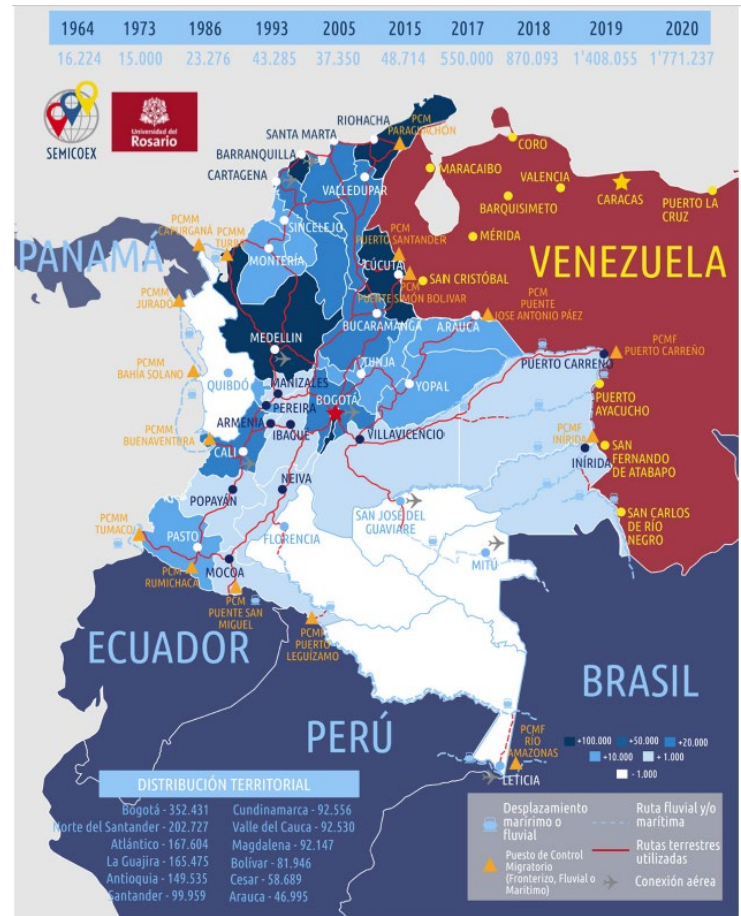 1964 1973 1986 1993 2005 2015 2017 2018 2019 2020
16.224 15.000 23.276 43.285 37.350 48.714 550.000 870.093 1'408.055 1'771.237
SEMICOEX
Universidad del
Rosario
RIOHACHA
PCM
PARAGUACHÓN
SANTA MARTA
BARRANQUILLA
CARTAGENA
VALLEDUPAR
CORO
MARACAIBO
VALENCIA
CARACAS
BARQUISIMETO
PUERTO LA
CRUZ
MÉRIDA
SINCELEJO
PCMM
CAPURGANÁ
PCMM
TURBO
PANAMÁ
MONTERÍA
PCM
PUERTO SANTANDER
CÚCUTA
SAN CRISTÓBAL
PCM
PUENTE SIMÓN BOLIVAR
VENEZUELA
PCM
PUENTE
JOSE ANTONIO PÁEZ
PCMM
JURADO
BUCARAMANGA
ARAUCA
MEDELLIN
PCMF
PUERTO CARREÑO
PUERTO CARREÑO
TUNJA
YOPAL
PCMM
BAHÍA SOLANO
QUIBDÓ
MANIZALES
PEREIRA
BOGOTÁ
PUERTO
AYACUCHO
ARMENIA
IBAQUE
VILLAVICENCIO
PCMM
BUENAVENTURA
CALI
PCMF
INÍRIDA
INÍRIDA
SAN
FERNANDO
DE ATABAPO
NEIVA
POPAYÁN
SAN JOSÉ DEL
GUAVIARE
SAN CARLOS
DE RÍO
NEGRO
PCMM
TUMACO
PASTO
FLORENCIA
MITÚ
PCM
RUMICHACA
MOCOA
PCM
PUENTE SAN
MIGUEL
PCMF
PUERTO
LEGUÍZAMO
ECUADOR
BRASIL
PERÚ
PCMF
RÍO
AMAZONAS
LETICIA
+100.000 +50.000 +20.000
+10.000 + 1.000
- 1.000
DISTRIBUCIÓN TERRITORIAL
Bogotá - 352.431 Cundinamarca - 92.556
Norte del Santander - 202.727 Valle del Cauca - 92.530
Atlántico - 167.604 Magdalena - 92.147
La Guajira - 165.475 Bolívar - 81.946
Antioquia - 149.535 Cesar - 58.689
Santander - 99.959 Arauca - 46.995
Desplazamiento
marírimo o
fluvial
Ruta fluvial y/o
marítima
Puesto de Control
Migratorio
(Fronterizo, Fluvial o
Marítimo)
Rutas terrestres
utilizadas
Conexión aérea